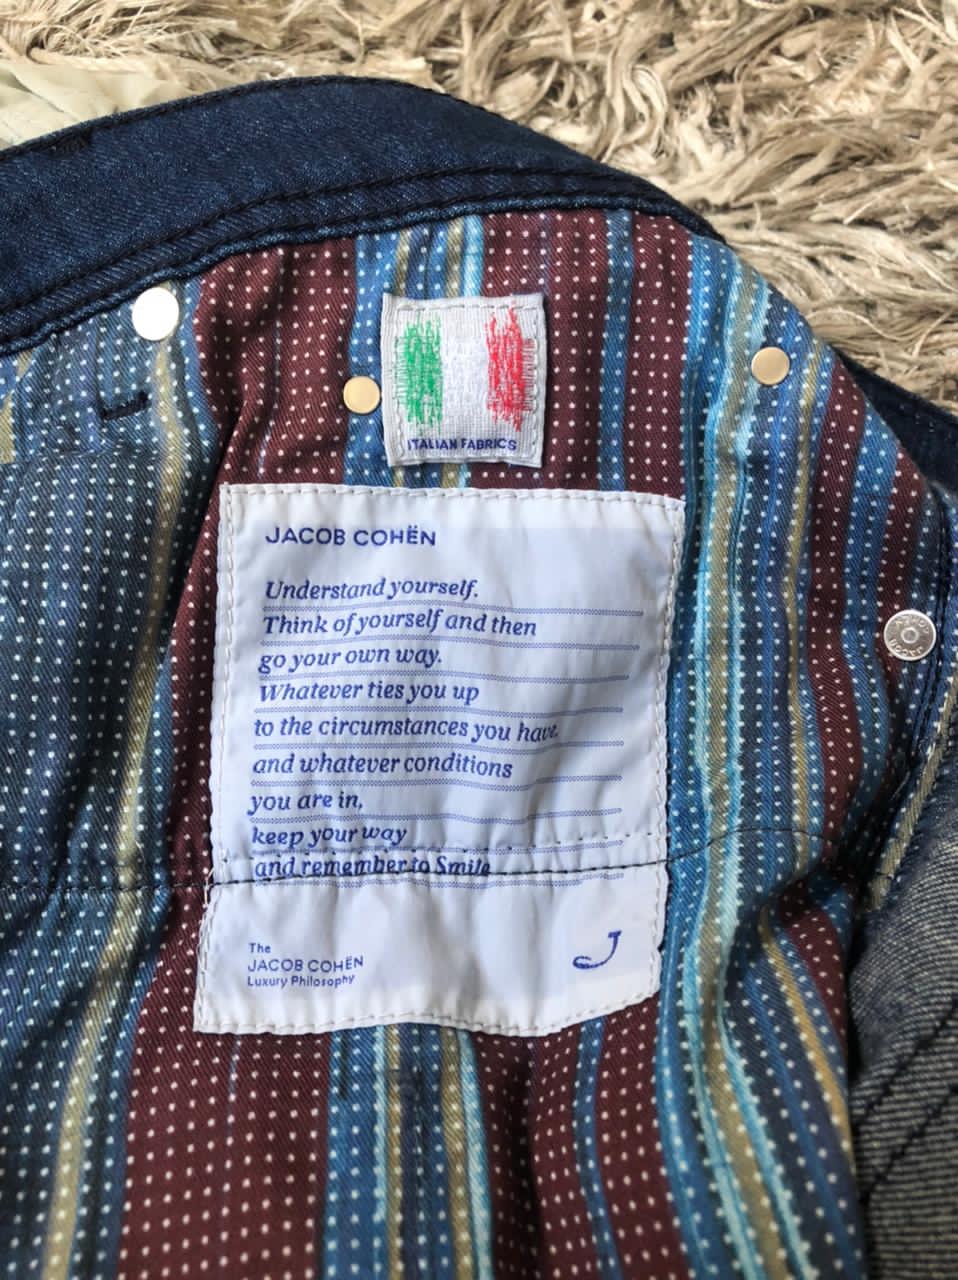 ITALIAN FABRICS
JACOB COHËN
Understand yourself.
Think of yourself and then
go your own way.
Whatever ties you up
to the circumstances you have.
and whatever conditions
you are in,
keep your way
and remember to Smile
The
JACOB COHËN
Luxury Philosophy
J